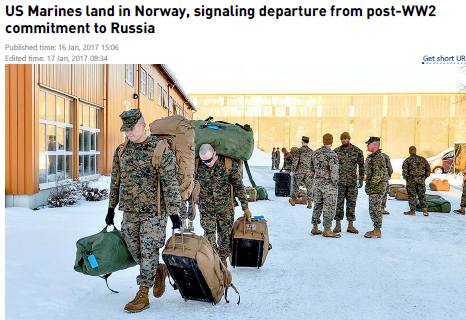 US Marines land in Norway, signaling departure from post-WW2
commitment to Russia
Published time: 16 Jan, 2017 15:06
Edited time: 17 Jan, 2017 08:34
Get short UR